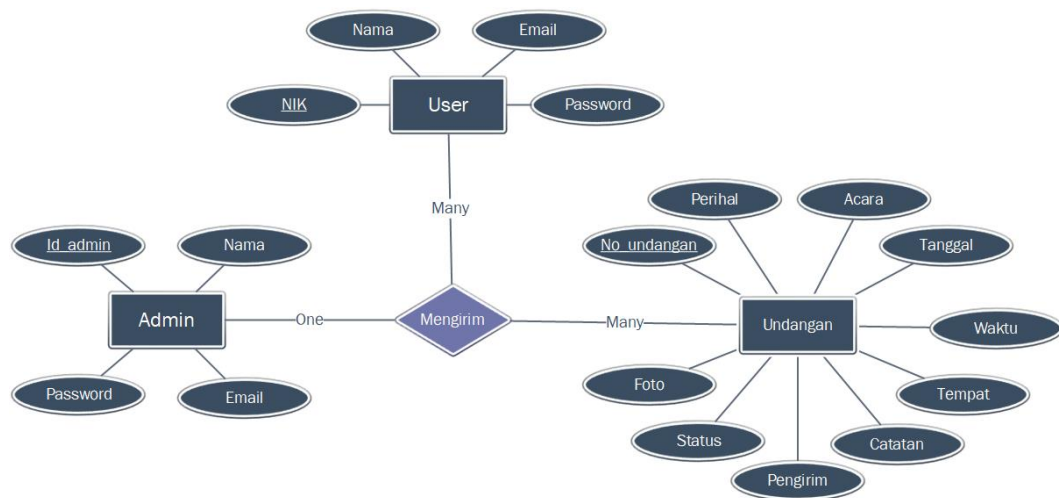 Nama
Email
NIK
User
Password
Many
Perihal
Acara
Id_admin
Nama
No_undangan
Tanggal
Admin
One
Mengirim
Many
Undangan
Waktu
Password
Email
Foto
Tempat
Status
Catatan
Pengirim